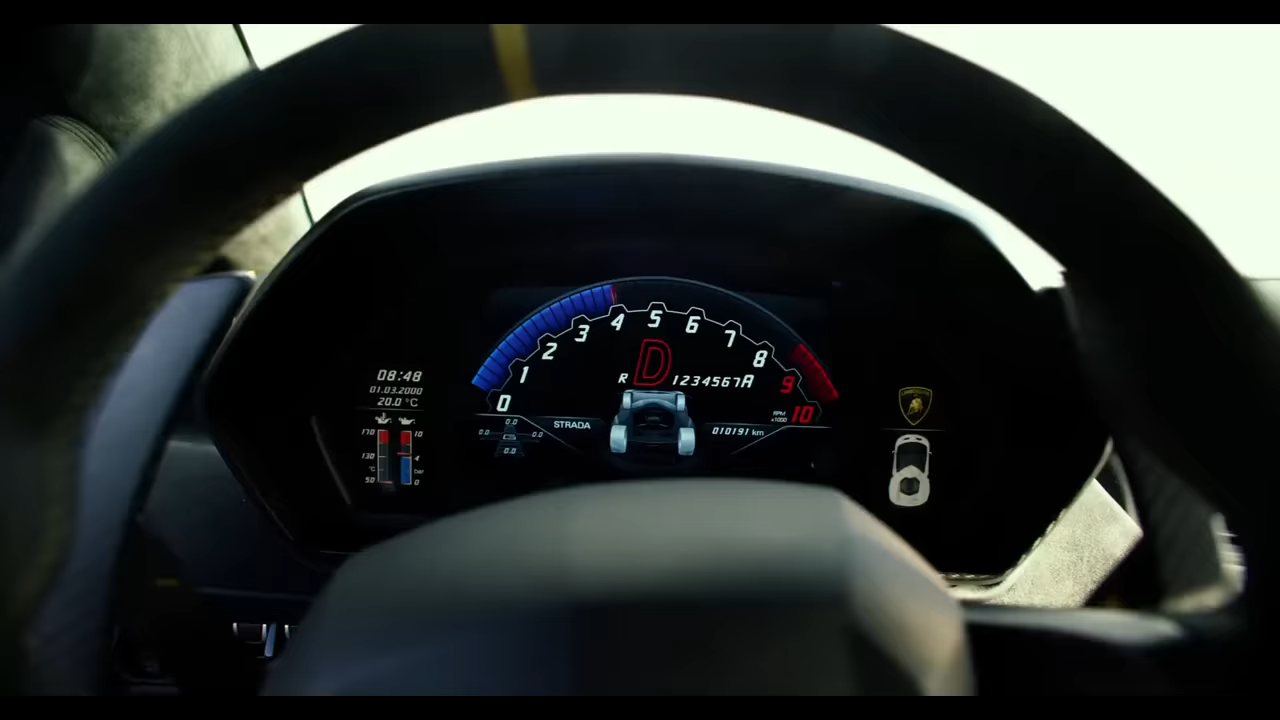 08:48
01.03.2000
20.0 °C
170
130
°C
50
10
4
bar
0
0 1 2 3 4 5 6 7 8 9 10
D
R
1234567A
RPM
x1000
STRADA
010191 km
0.0
0.0 0.0
0.0